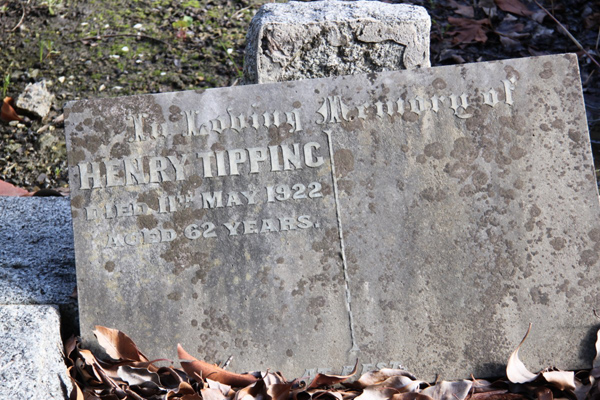 In Loving Memory of
HENRY TIPPING
DIED 11TH MAY 1922
AGED 62 YEARS.